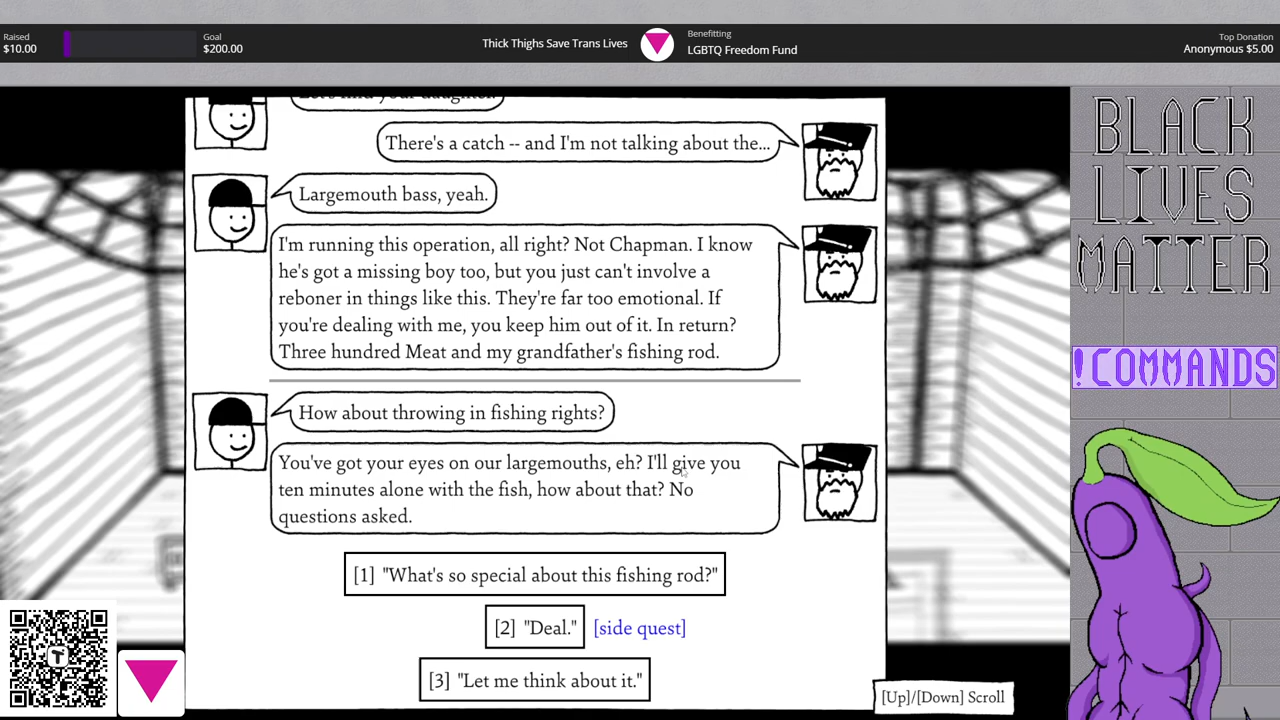 Raised
$10.00
Goal
$200.00
Thick Thighs Save Trans Lives
Benefitting
LGBTQ Freedom Fund
Top Donation
Anonymous $5.00
Let's find your daughter.
There's a catch -- and I'm not talking about the...
Largemouth bass, yeah.
I'm running this operation, all right? Not Chapman. I know
he's got a missing boy too, but you just can't involve a
reboner in things like this. They're far too emotional. If
you're dealing with me, you keep him out of it. In return?
Three hundred Meat and my grandfather's fishing rod.
How about throwing in fishing rights?
You've got your eyes on our largemouths, eh? I'll give you
ten minutes alone with the fish, how about that? No
questions asked.
[1] "What's so special about this fishing rod?"
[2] "Deal." [side quest]
[3] "Let me think about it."
[Up]/[Down] Scroll
BLACK
LIVES
MATTER
!COMMANDS
T